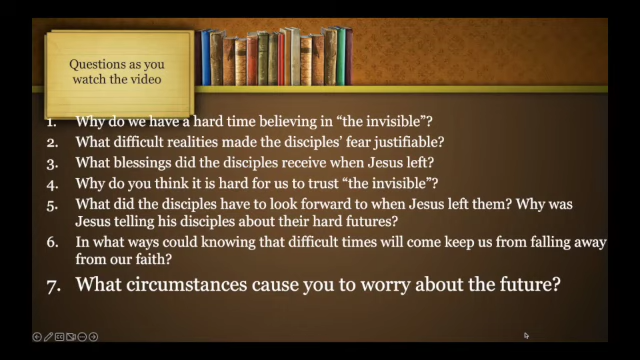 Questions as you
watch the video
1. Why do we have a hard time believing in “the invisible”?
2. What difficult realities made the disciples’ fear justifiable?
3. What blessings did the disciples receive when Jesus left?
4. Why do you think it is hard for us to trust “the invisible”?
5. What did the disciples have to look forward to when Jesus left them? Why was
Jesus telling his disciples about their hard futures?
6. In what ways could knowing that difficult times will come keep us from falling away
from our faith?
7. What circumstances cause you to worry about the future?